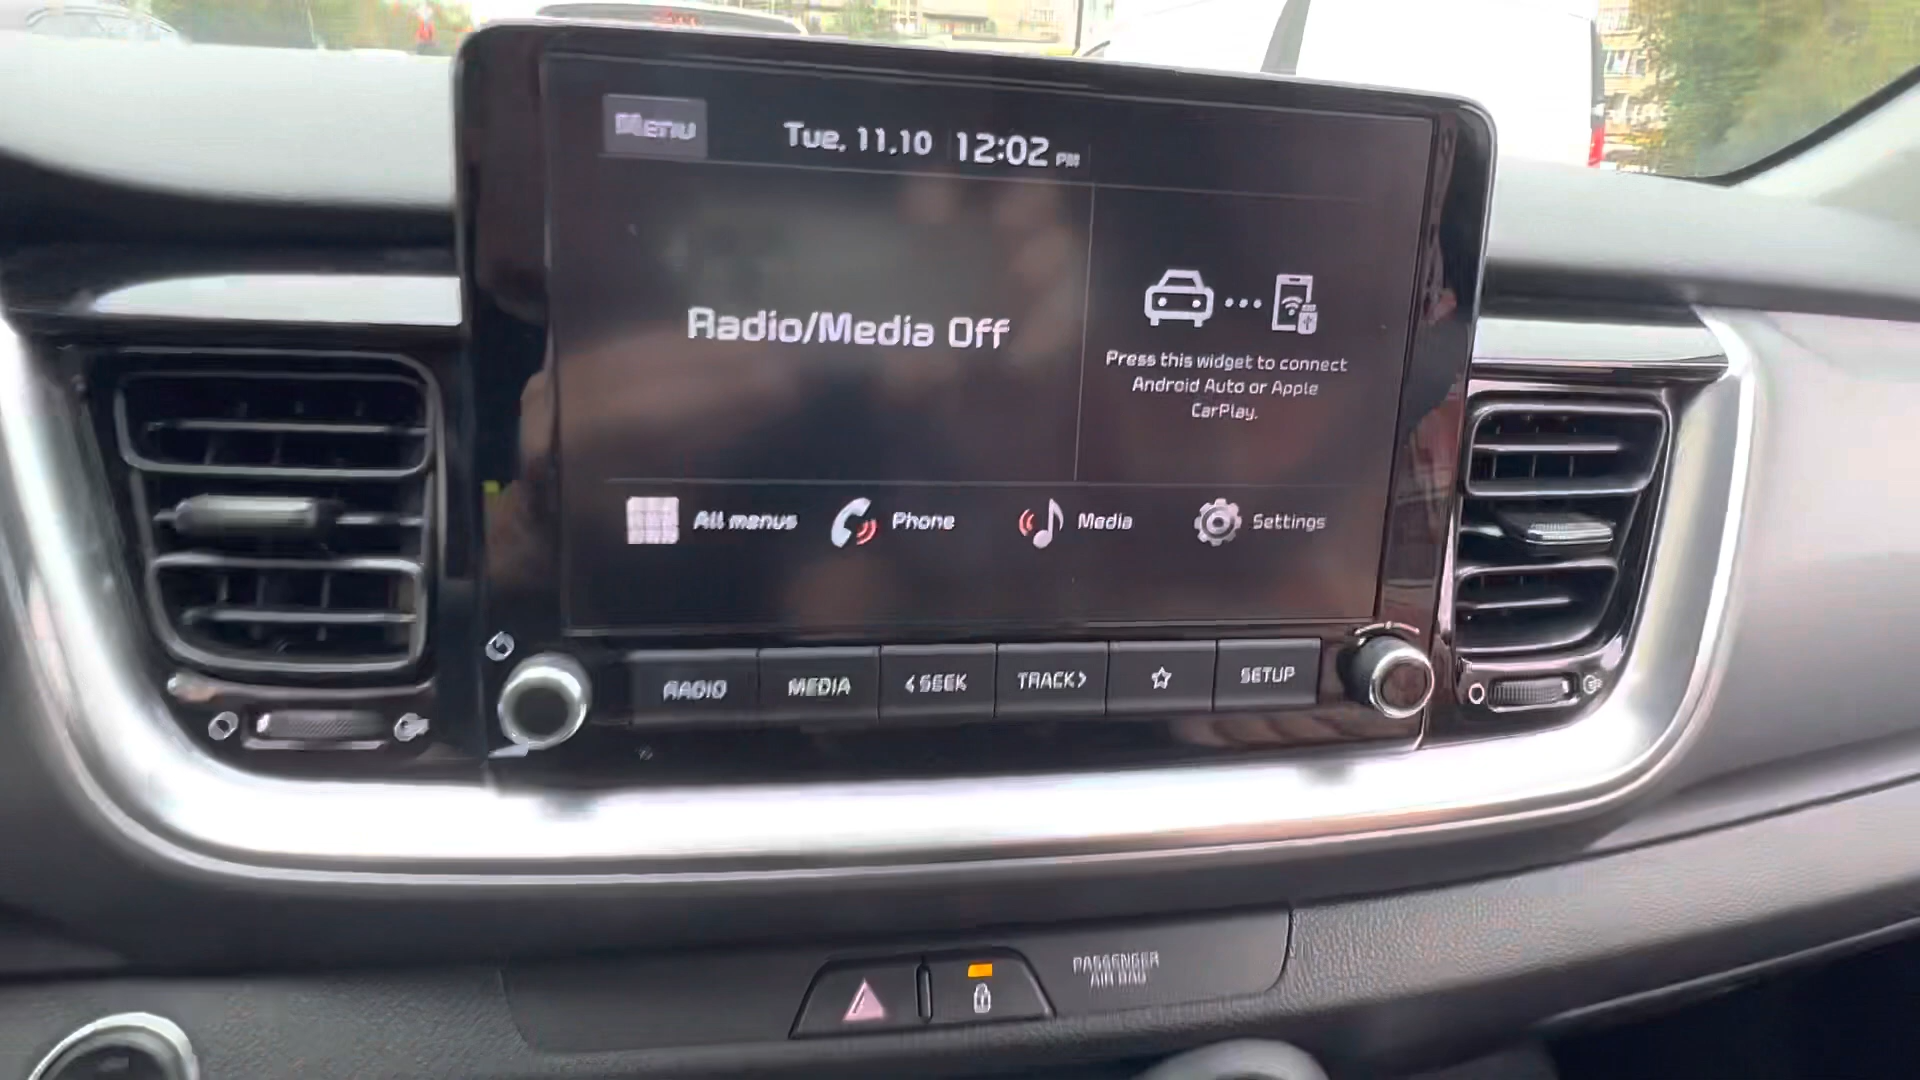 Menu
Tue, 11.10 12:02 PM
Radio/Media Off
Press this widget to connect
Android Auto or Apple
CarPlay.
All menus
Phone
Media
Settings
RADIO
MEDIA
< SEEK
TRACK >
☆
SETUP
PASSENGER
AIR BAG